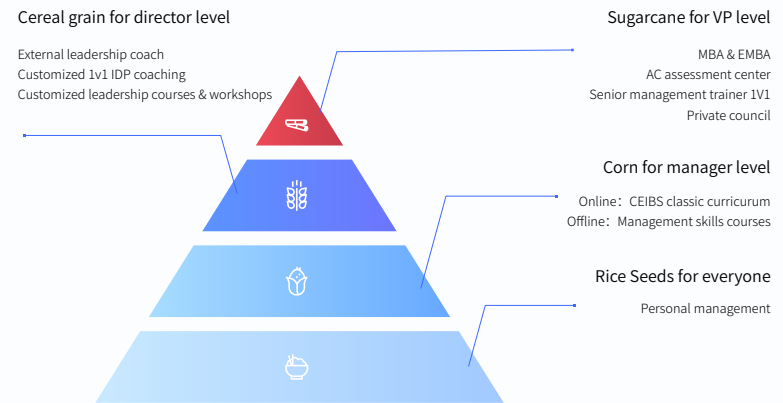 Cereal grain for director level
External leadership coach
Customized 1v1 IDP coaching
Customized leadership courses & workshops
Sugarcane for VP level
MBA & EMBA
AC assessment center
Senior management trainer 1V1
Private council
Corn for manager level
Online：CEIBS classic curricurum
Offline：Management skills courses
Rice Seeds for everyone
Personal management